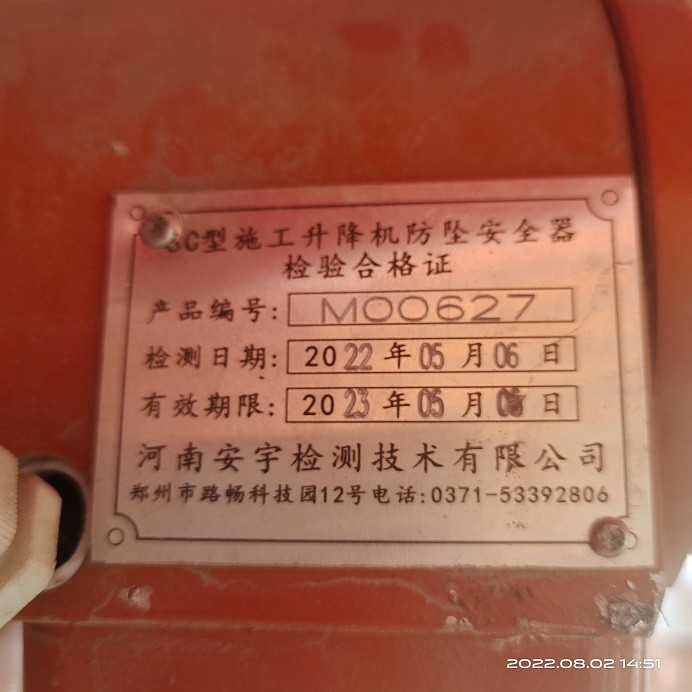 C型施工升降机防坠安全器
检验合格证
产品编号: M00627
检测日期: 2022年05月06日
有效期限: 2023年05月
河南安宇检测技术有限公司
郑州市路畅科技园12号电话:0371-53392806
2022.08.02 14:51